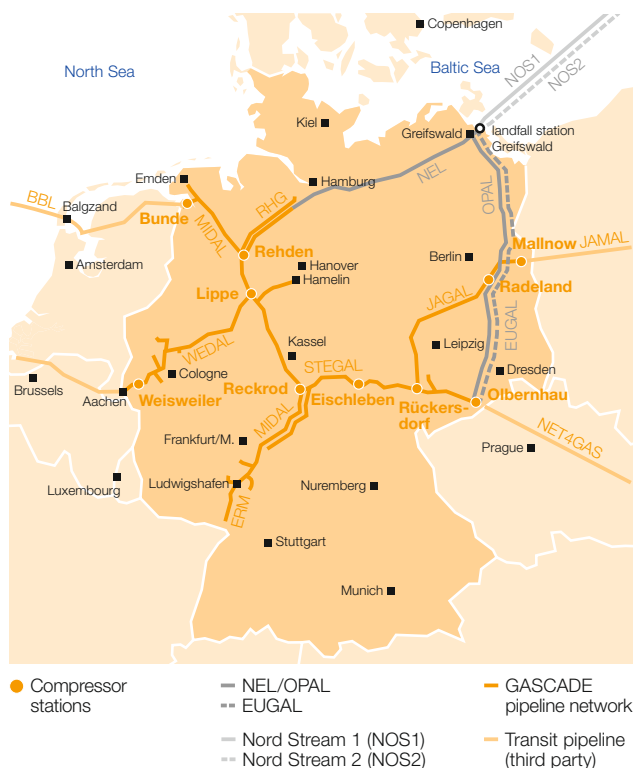 Copenhagen
North Sea
Baltic Sea
NOS1
NOS2
Kiel
Greifswald
landfall station
Greifswald
Emden
Hamburg
NEL
RHG
OPAL
BBL
Balgzand
Bunde
MIDAL
Mallnow
JAMAL
Amsterdam
Rehden
Hanover
Hamelin
Berlin
Radeland
Lippe
JAGAL
EUGAL
WEDAL
Kassel
Leipzig
STEGAL
Cologne
Dresden
Brussels
Aachen
Weisweiler
Reckrod
Eischleben
Rückers-
dorf
Olbernhau
MIDAL
NET4GAS
Frankfurt/M.
Prague
Luxembourg
Ludwigshafen
Nuremberg
ERM
Stuttgart
Munich
Compressor
stations
NEL/OPAL
EUGAL
Nord Stream 1 (NOS1)
Nord Stream 2 (NOS2)
GASCADE
pipeline network
Transit pipeline
(third party)